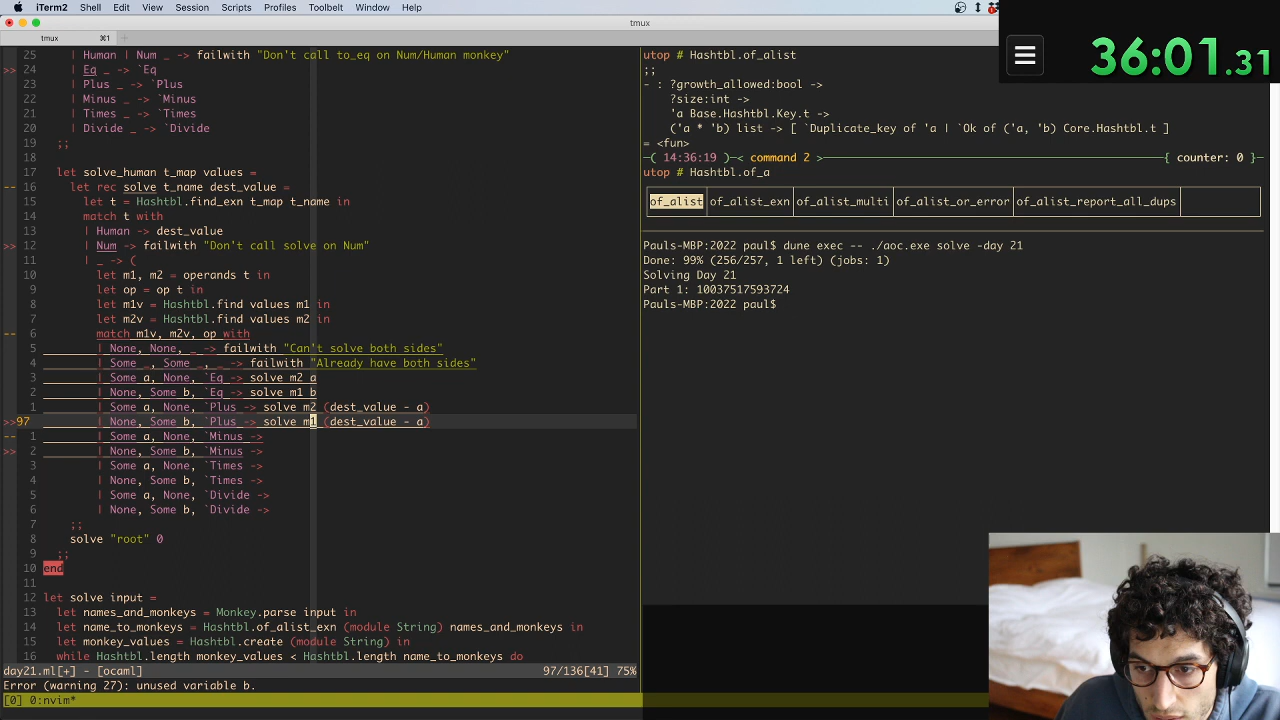 iTerm2 Shell Edit View Session Scripts Profiles Toolbelt Window Help
tmux
36:01.31
tmux ⌘1
25 | Human | Num _ -> failwith "Don't call to_eq on Num/Human monkey"
>> 24 | Eq _ -> `Eq
23 | Plus _ -> `Plus
22 | Minus _ -> `Minus
21 | Times _ -> `Times
20 | Divide _ -> `Divide
19 ;;
18
17 let solve_human t_map values =
-- 16 let rec solve t_name dest_value =
15 let t = Hashtbl.find_exn t_map t_name in
14 match t with
13 | Human -> dest_value
>> 12 | Num -> failwith "Don't call solve on Num"
11 | _ -> (
10 let m1, m2 = operands t in
9 let op = op t in
8 let m1v = Hashtbl.find values m1 in
7 let m2v = Hashtbl.find values m2 in
-- 6 match m1v, m2v, op with
5 | None, None, _ -> failwith "Can't solve both sides"
4 | Some _, Some _, _ -> failwith "Already have both sides"
3 | Some a, None, `Eq -> solve m2 a
2 | None, Some b, `Eq -> solve m1 b
1 | Some a, None, `Plus -> solve m2 (dest_value - a)
>>97 | None, Some b, `Plus -> solve m1 (dest_value - a)
-- 1 | Some a, None, `Minus ->
>> 2 | None, Some b, `Minus ->
3 | Some a, None, `Times ->
4 | None, Some b, `Times ->
5 | Some a, None, `Divide ->
6 | None, Some b, `Divide ->
7 ;;
8 solve "root" 0
9 ;;
10 end
11
12 let solve input =
13 let names_and_monkeys = Monkey.parse input in
14 let name_to_monkeys = Hashtbl.of_alist_exn (module String) names_and_monkeys in
15 let monkey_values = Hashtbl.create (module String) in
16 while Hashtbl.length monkey_values < Hashtbl.length name_to_monkeys do
day21.ml[+] - [ocaml] 97/136[41] 75%
Error (warning 27): unused variable b.
[0] 0:nvim*
utop # Hashtbl.of_alist
;;
- : ?growth_allowed:bool ->
?size:int ->
'a Base.Hashtbl.Key.t ->
('a * 'b) list -> [ `Duplicate_key of 'a | `Ok of ('a, 'b) Core.Hashtbl.t ]
= <fun>
─( 14:36:19 )─< command 2 >─{ counter: 0 }─
utop # Hashtbl.of_a
of_alist of_alist_exn of_alist_multi of_alist_or_error of_alist_report_all_dups
Pauls-MBP:2022 paul$ dune exec -- ./aoc.exe solve -day 21
Done: 99% (256/257, 1 left) (jobs: 1)
Solving Day 21
Part 1: 10037517593724
Pauls-MBP:2022 paul$